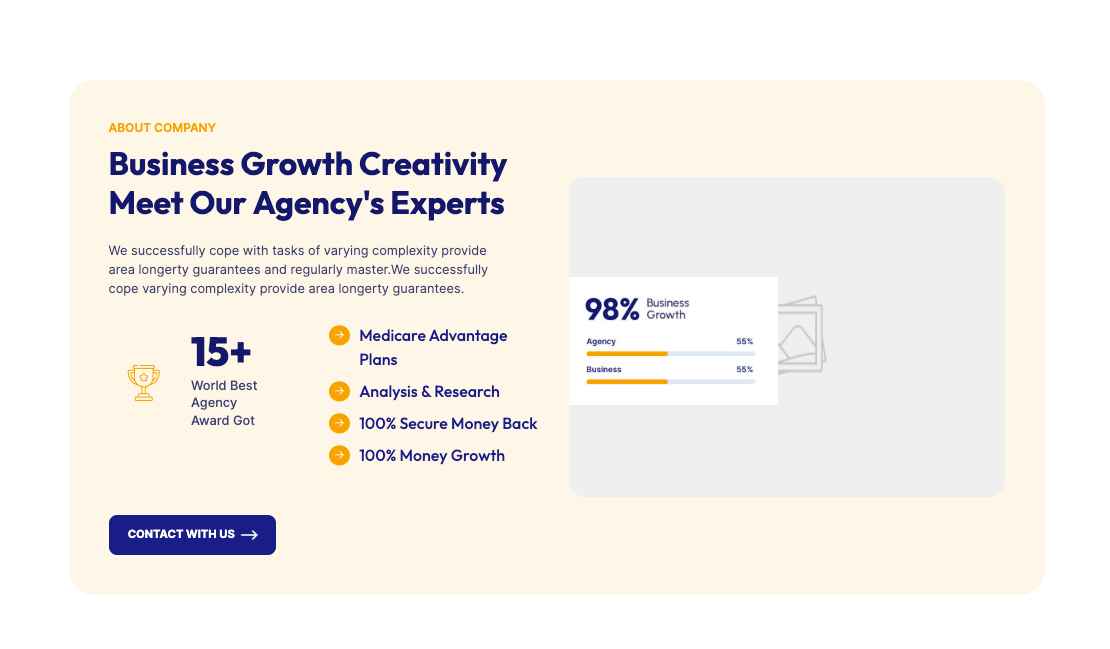 ABOUT COMPANY
Business Growth Creativity
Meet Our Agency's Experts
We successfully cope with tasks of varying complexity provide
area longerty guarantees and regularly master.We successfully
cope varying complexity provide area longerty guarantees.
15+
World Best
Agency
Award Got
Medicare Advantage
Plans
Analysis & Research
100% Secure Money Back
100% Money Growth
CONTACT WITH US
98%
Business
Growth
Agency 55%
Business 55%